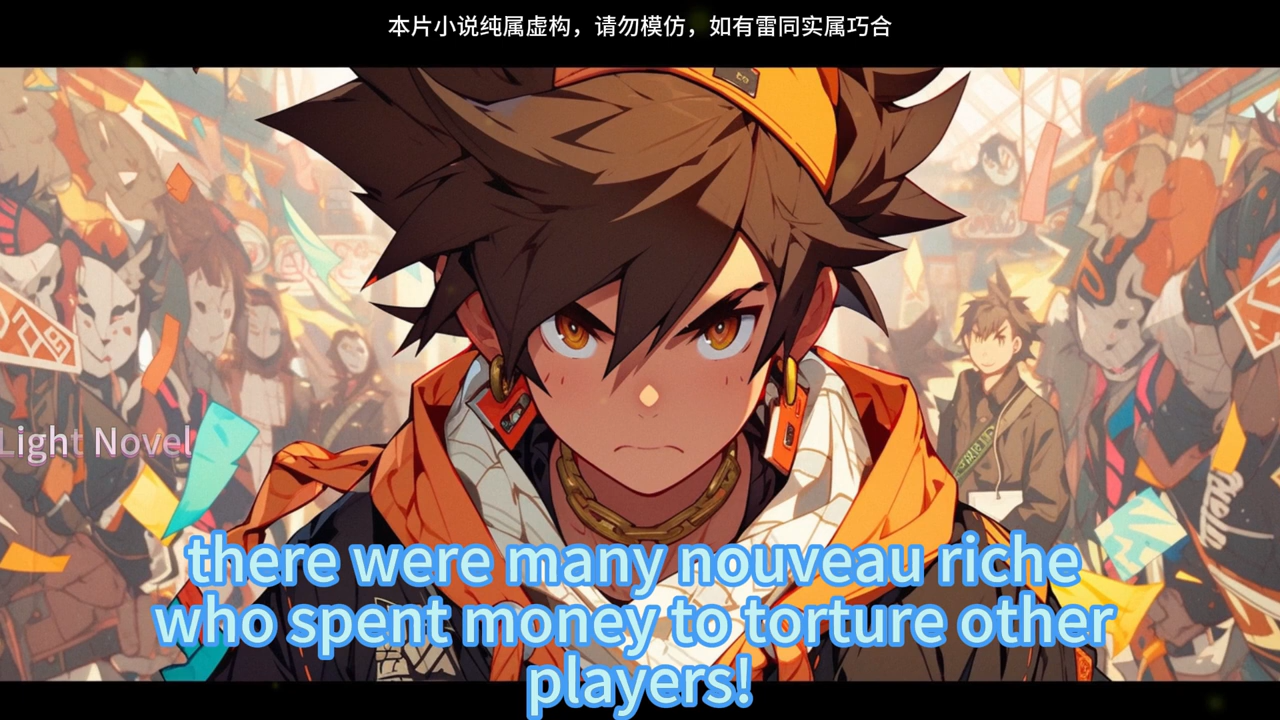 本片小说纯属虚构，请勿模仿，如有雷同实属巧合
Light Novel
there were many nouveau riche
who spent money to torture other
players!